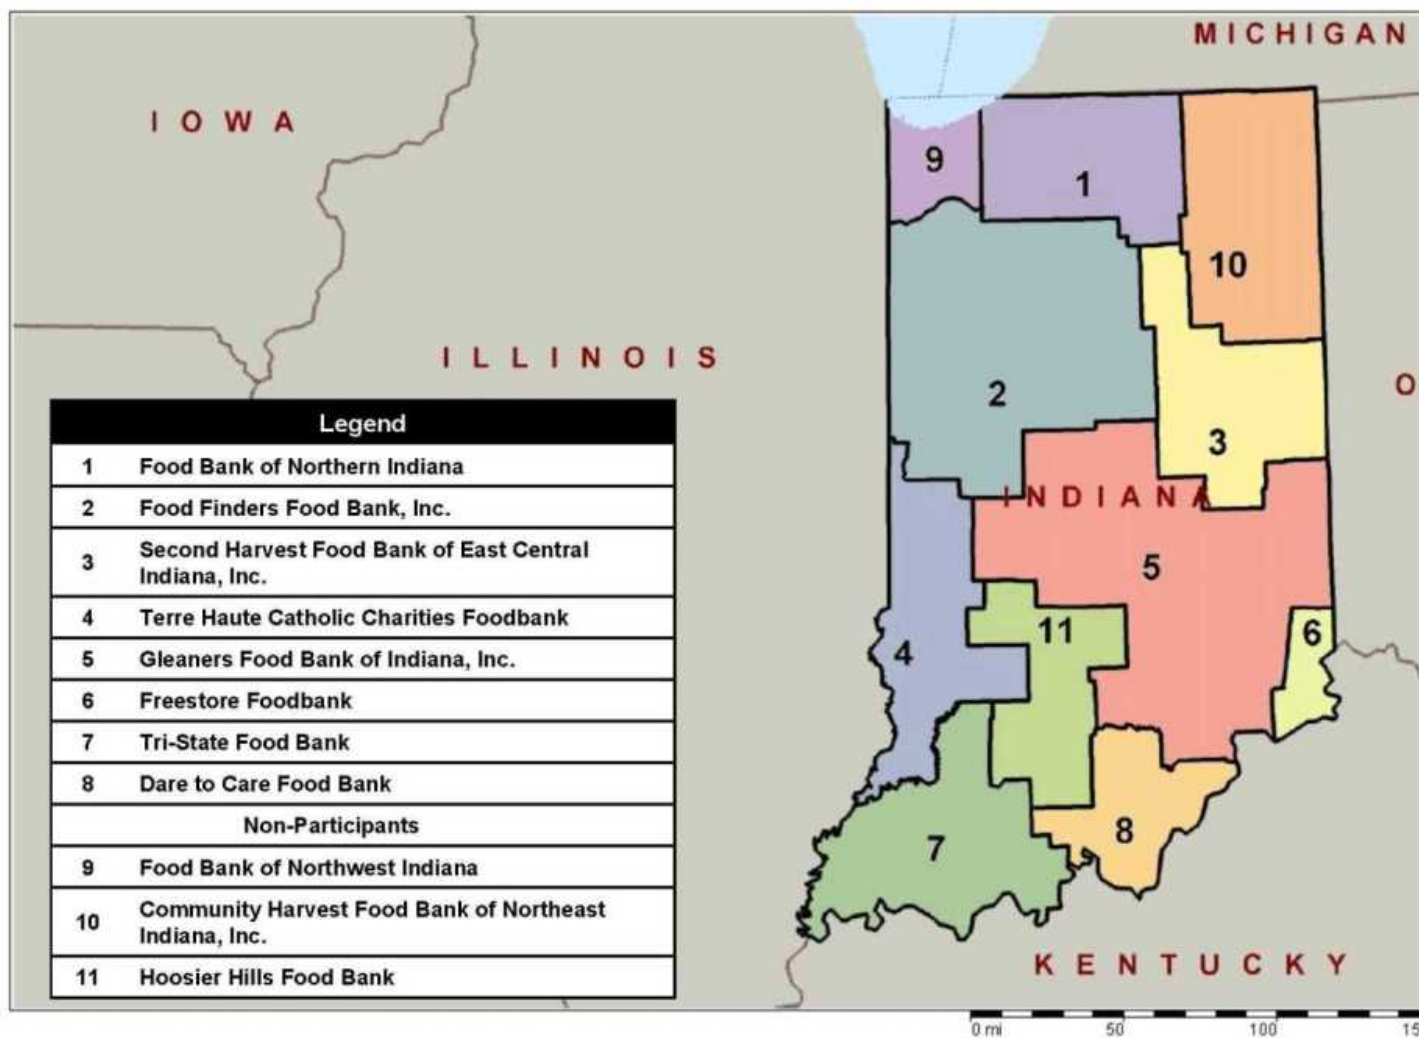 MICHIGAN
IOWA
9
1
10
ILLINOIS
O
2
3
INDIANA
5
11
6
4
8
7
KENTUCKY
Legend
1 Food Bank of Northern Indiana
2 Food Finders Food Bank, Inc.
3 Second Harvest Food Bank of East Central
Indiana, Inc.
4 Terre Haute Catholic Charities Foodbank
5 Gleaners Food Bank of Indiana, Inc.
6 Freestore Foodbank
7 Tri-State Food Bank
8 Dare to Care Food Bank
Non-Participants
9 Food Bank of Northwest Indiana
10 Community Harvest Food Bank of Northeast
Indiana, Inc.
11 Hoosier Hills Food Bank
0 mi 50 100 15